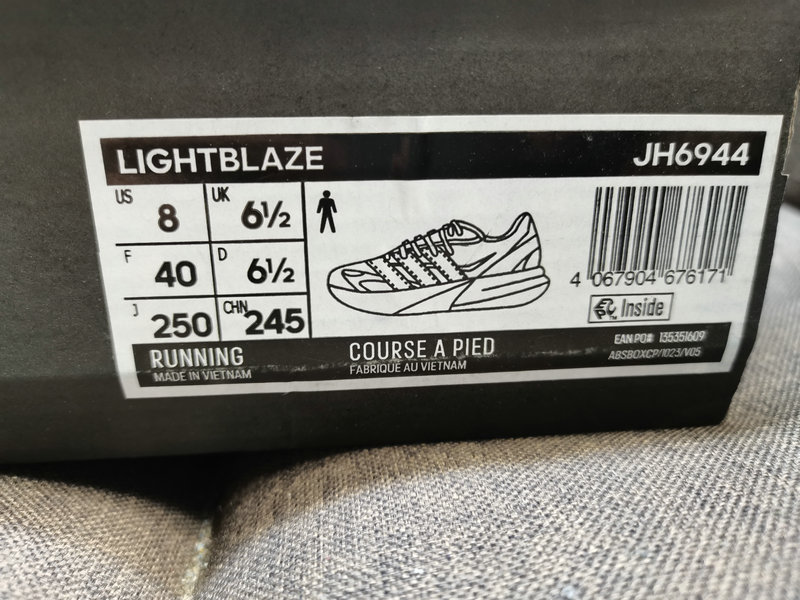 LIGHTBLAZE JH6944
US 8 UK 6½
F 40 D 6½
J 250 CHN 245
4 067904 676171
Inside
RUNNING COURSE A PIED EAN PO# 135351609
MADE IN VIETNAM FABRIQUÉ AU VIETNAM ABSBOXCP/1023/V05